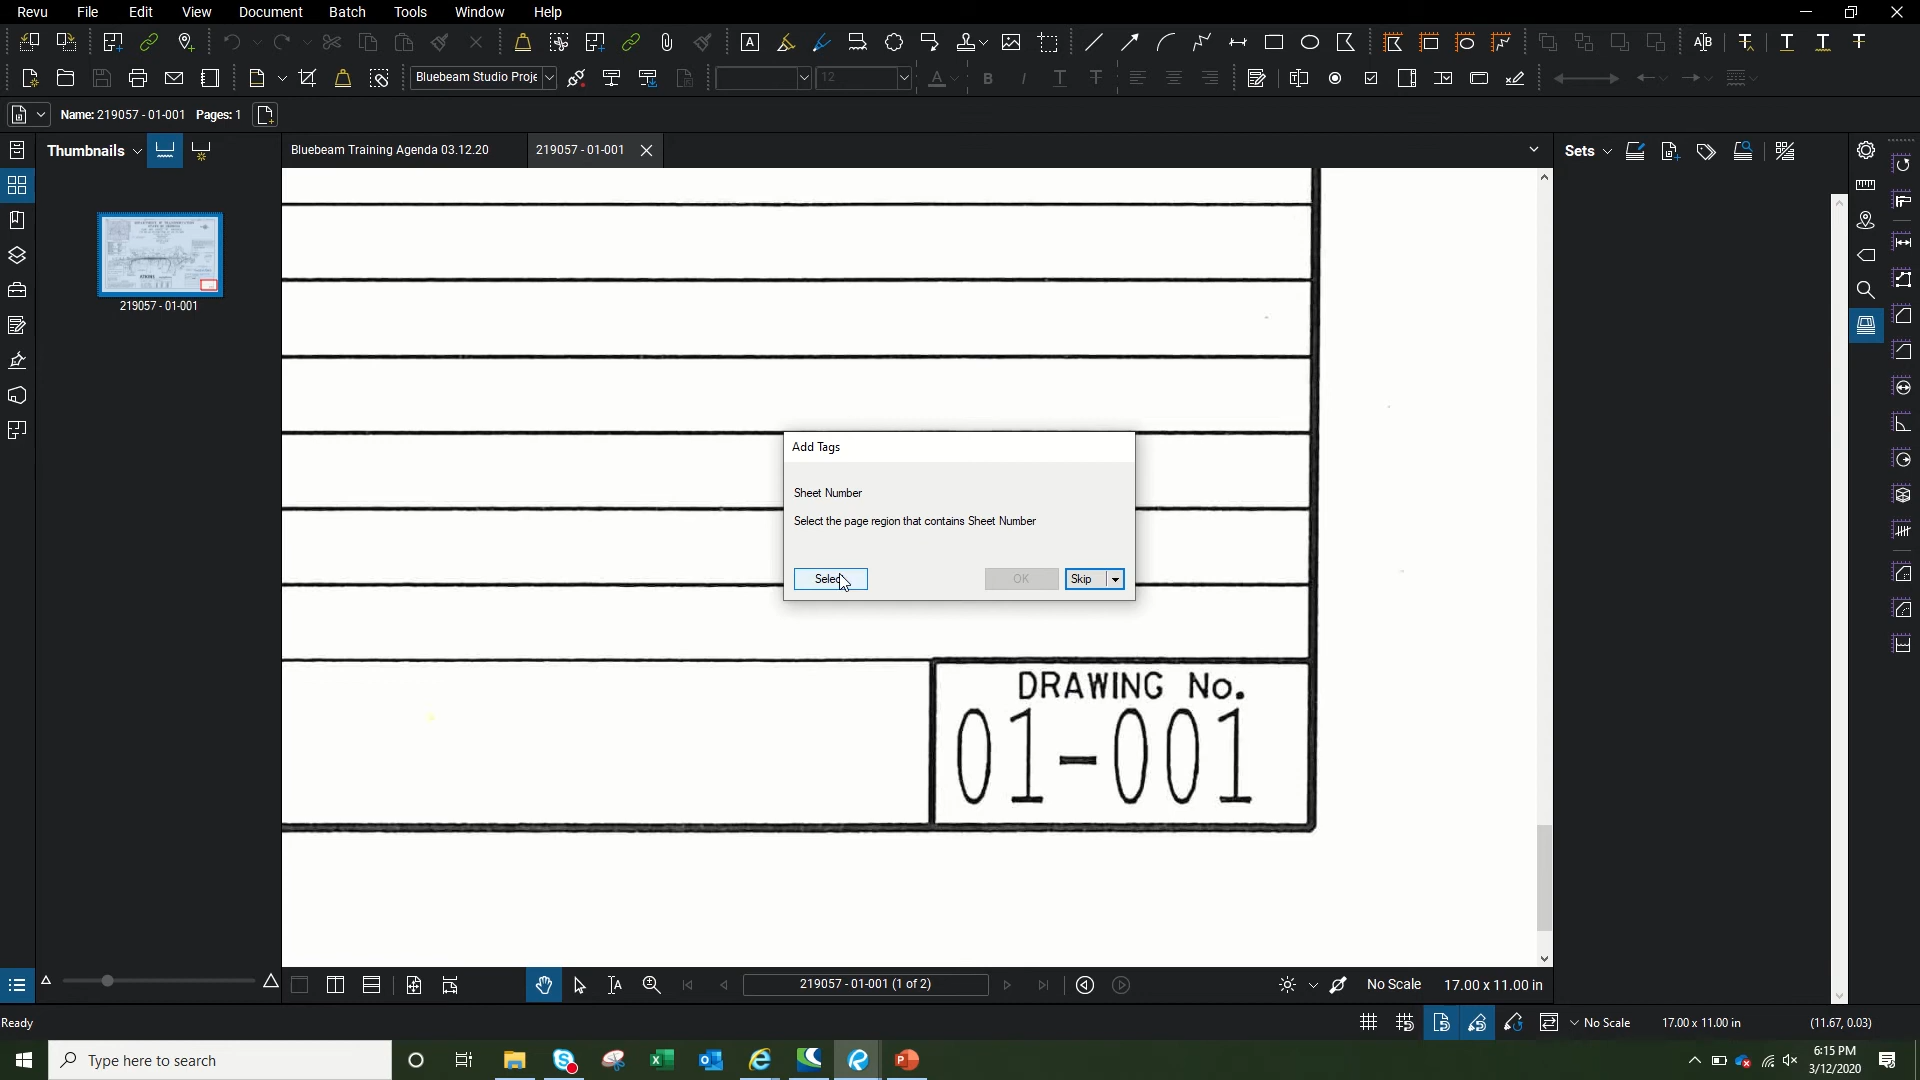 Revu File Edit View Document Batch Tools Window Help
Bluebeam Studio Proje 12
Name: 219057 - 01-001 Pages: 1
Thumbnails
Bluebeam Training Agenda 03.12.20
219057 - 01-001
Sets
219057 - 01-001
Add Tags
Sheet Number
Select the page region that contains Sheet Number
Select OK Skip
DRAWING No.
01-001
219057 - 01-001 (1 of 2)
No Scale 17.00 x 11.00 in
Ready
No Scale 17.00 x 11.00 in (11.67, 0.03)
Type here to search
6:15 PM
3/12/2020